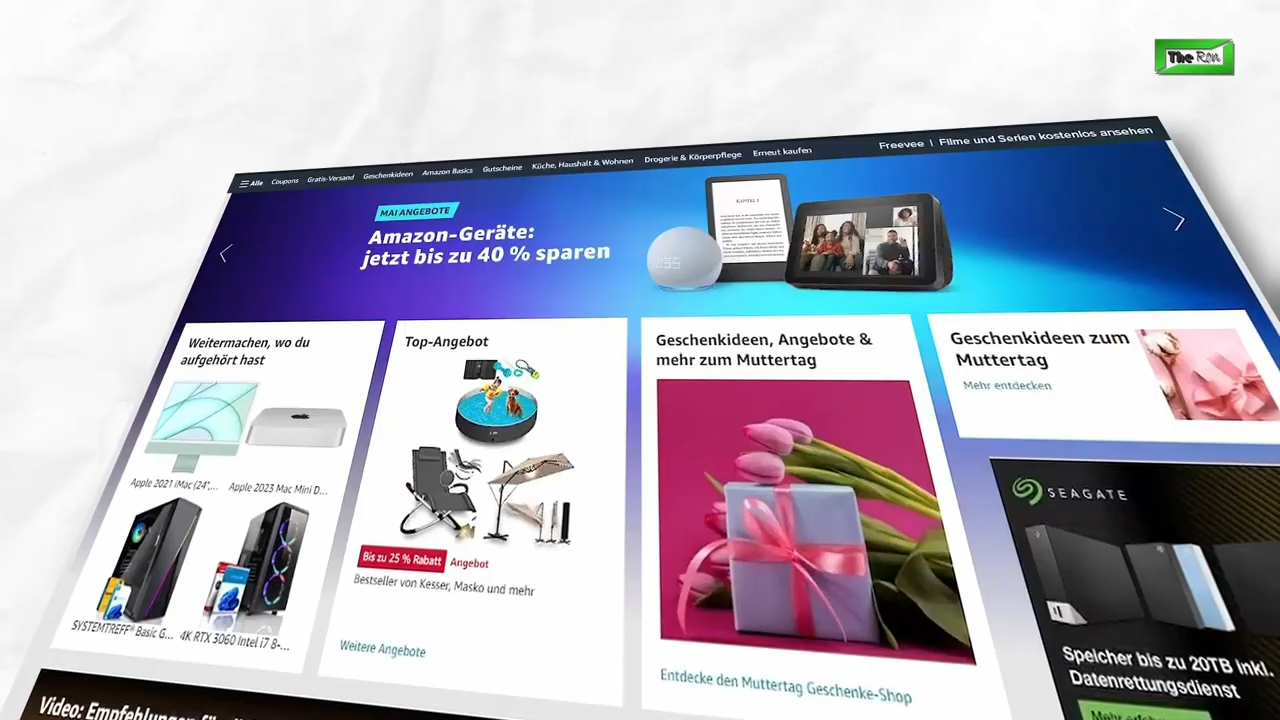 The Ron
Alle Coupons Gratis-Versand Geschenkideen Amazon Basics Gutscheine Küche, Haushalt & Wohnen Drogerie & Körperpflege Erneut kaufen Freevee | Filme und Serien kostenlos ansehen
MAI ANGEBOTE
Amazon-Geräte:
jetzt bis zu 40 % sparen
KAPITEL 1
Weitermachen, wo du
aufgehört hast
Apple 2021 iMac (24",...
Apple 2023 Mac Mini D...
SYSTEMTREFF® Basic G...
4K RTX 3060 Intel i7 8-...
Top-Angebot
Bis zu 25 % Rabatt Angebot
Bestseller von Kesser, Masko und mehr
Weitere Angebote
Geschenkideen, Angebote &
mehr zum Muttertag
Entdecke den Muttertag Geschenke-Shop
Geschenkideen zum
Muttertag
Mehr entdecken
SEAGATE
Speicher bis zu 20TB inkl.
Datenrettungsdienst
Video: Empfehlungen